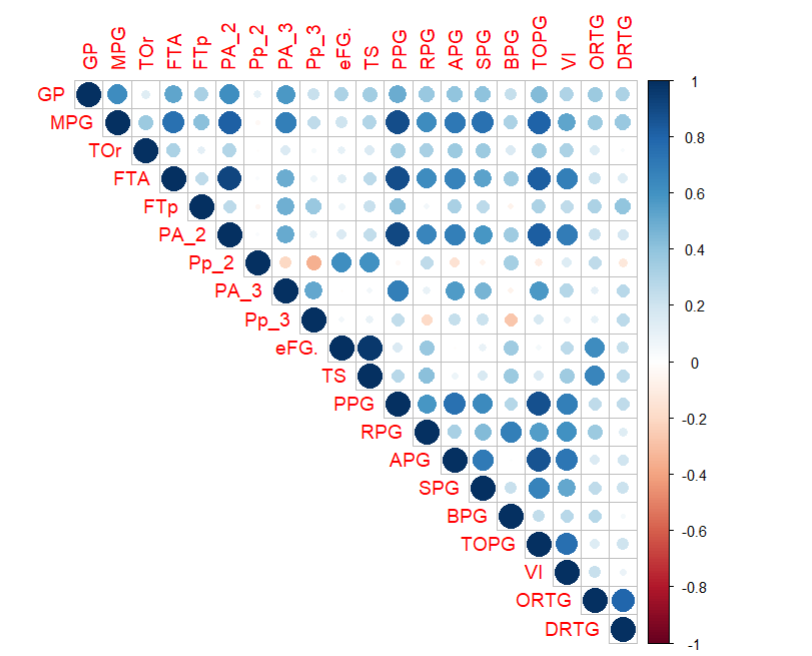 GP MPG TOr FTA FTp PA_2 Pp_2 PA_3 Pp_3 eFG. TS PPG RPG APG SPG BPG TOPG VI ORTG DRTG
GP
MPG
TOr
FTA
FTp
PA_2
Pp_2
PA_3
Pp_3
eFG.
TS
PPG
RPG
APG
SPG
BPG
TOPG
VI
ORTG
DRTG
1
0.8
0.6
0.4
0.2
0
-0.2
-0.4
-0.6
-0.8
-1